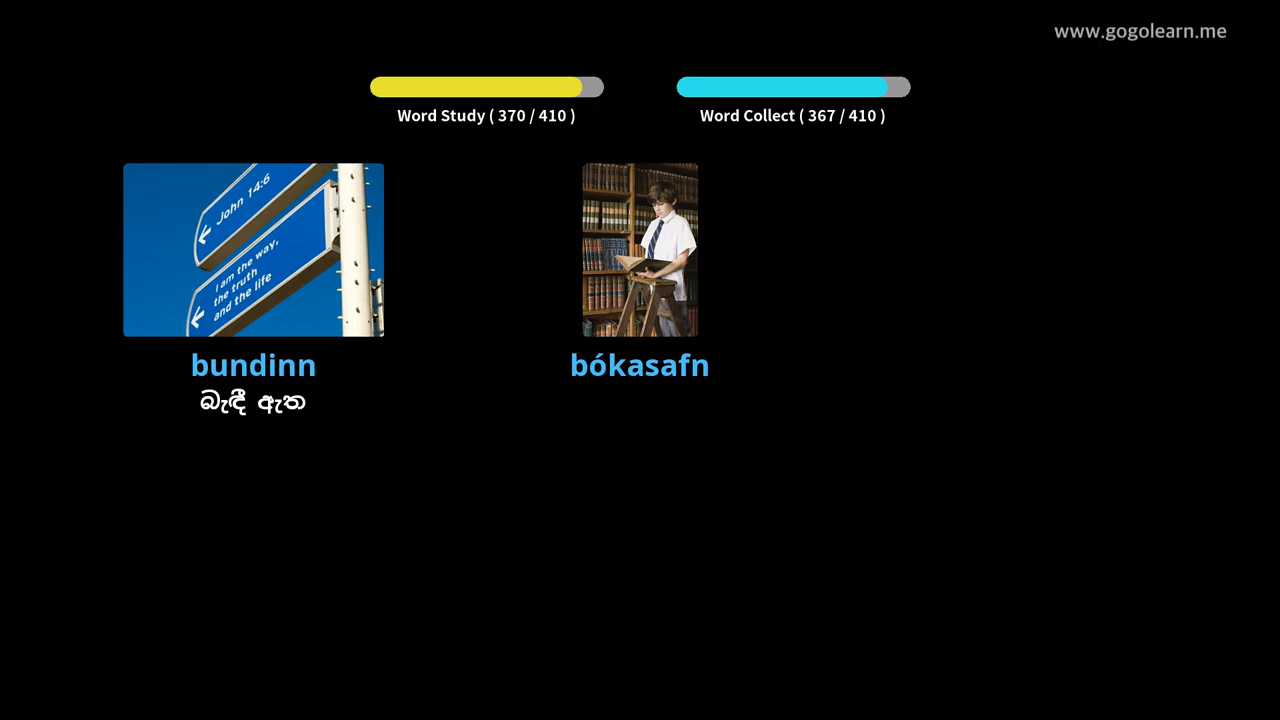 www.gogolearn.me
Word Study ( 370 / 410 )
Word Collect ( 367 / 410 )
John 14:6
I am the way,
the truth
and the life
bundinn
බැඳී ඇත
bókasafn